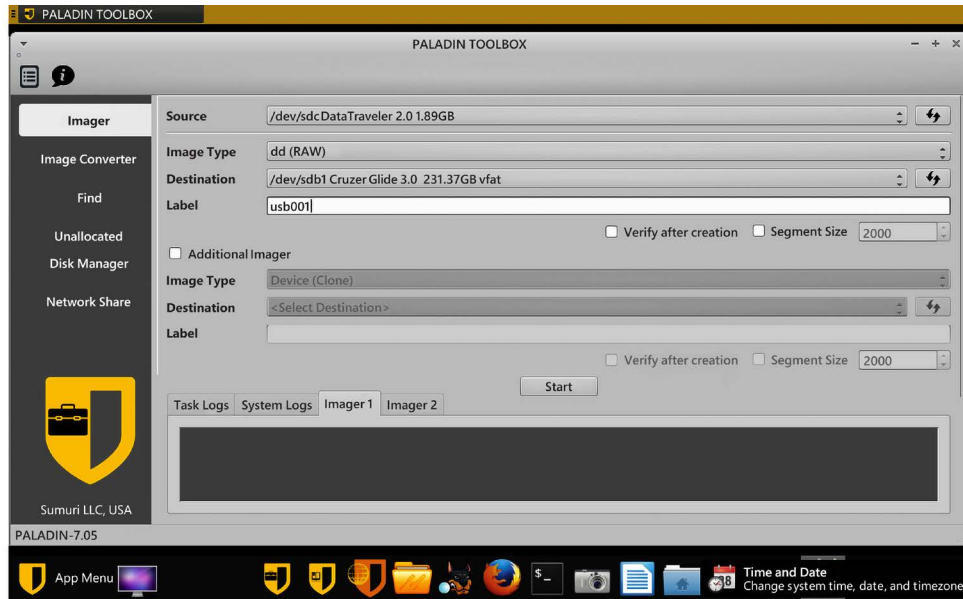 PALADIN TOOLBOX
PALADIN TOOLBOX
Imager
Image Converter
Find
Unallocated
Disk Manager
Network Share
Sumuri LLC, USA
Source /dev/sdc DataTraveler 2.0 1.89GB
Image Type dd (RAW)
Destination /dev/sdb1 Cruzer Glide 3.0 231.37GB vfat
Label usb001
Verify after creation Segment Size 2000
Additional Imager
Image Type Device (Clone)
Destination <Select Destination>
Label
Verify after creation Segment Size 2000
Start
Task Logs System Logs Imager 1 Imager 2
PALADIN-7.05
App Menu
$_
38
Time and Date
Change system time, date, and timezone